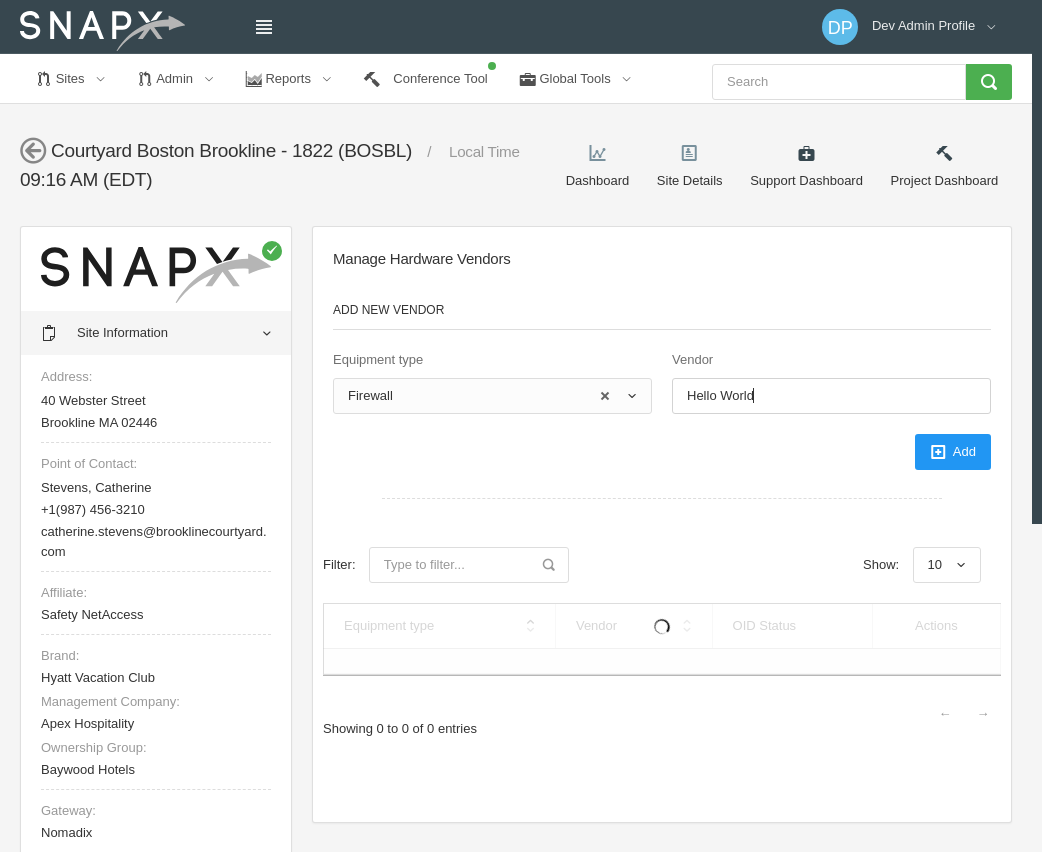 SNAPX
DP Dev Admin Profile
Sites Admin Reports Conference Tool Global Tools Search
Courtyard Boston Brookline - 1822 (BOSBL) / Local Time
09:16 AM (EDT)
Dashboard Site Details Support Dashboard Project Dashboard
SNAPX
Site Information
Address:
40 Webster Street
Brookline MA 02446
Point of Contact:
Stevens, Catherine
+1(987) 456-3210
catherine.stevens@brooklinecourtyard.
com
Affiliate:
Safety NetAccess
Brand:
Hyatt Vacation Club
Management Company:
Apex Hospitality
Ownership Group:
Baywood Hotels
Gateway:
Nomadix
Manage Hardware Vendors
ADD NEW VENDOR
Equipment type Vendor
Firewall Hello World
Add
Filter: Type to filter... Show: 10
Equipment type Vendor OID Status Actions
← →
Showing 0 to 0 of 0 entries